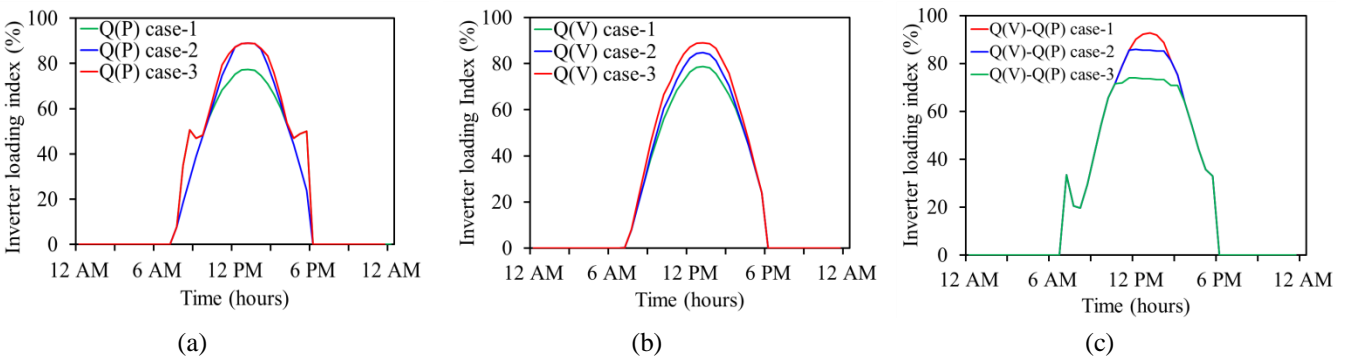 Inverter loading index (%)
100
80
60
40
20
0
Q(P) case-1
Q(P) case-2
Q(P) case-3
12 AM 6 AM 12 PM 6 PM 12 AM
Time (hours)
(a)
Inverter loading Index (%)
100
80
60
40
20
0
Q(V) case-1
Q(V) case-2
Q(V) case-3
12 AM 6 AM 12 PM 6 PM 12 AM
Time (hours)
(b)
Inverter loading index (%)
100
80
60
40
20
0
Q(V)-Q(P) case-1
Q(V)-Q(P) case-2
Q(V)-Q(P) case-3
12 AM 6 AM 12 PM 6 PM 12 AM
Time (hours)
(c)